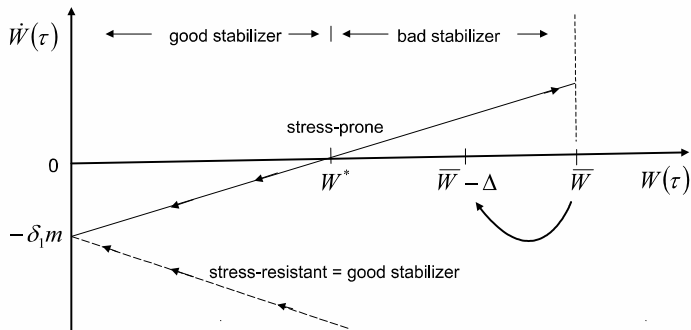 Ẇ(τ)
good stabilizer
bad stabilizer
stress-prone
0
W*
W̅ − Δ
W̅
W(τ)
−δ₁m
stress-resistant = good stabilizer